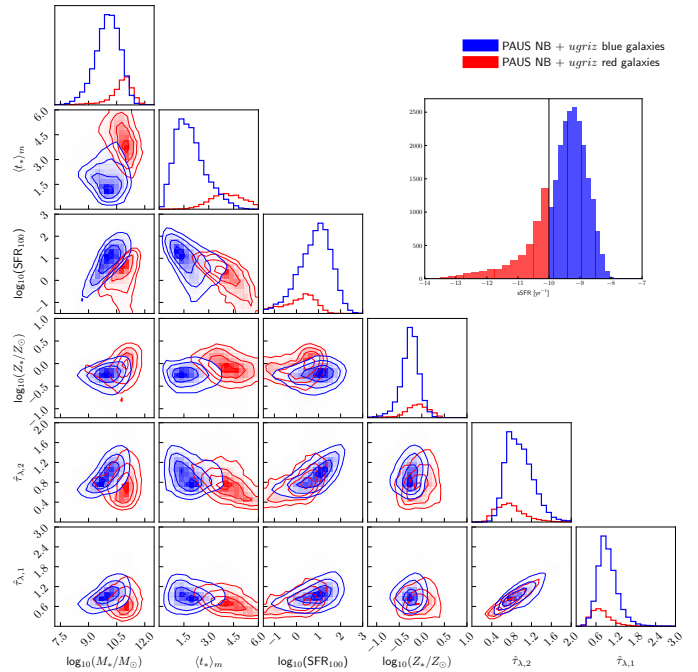 PAUS NB + ugriz blue galaxies
PAUS NB + ugriz red galaxies
6.0
4.5
3.0
1.5
⟨t*⟩m
2500
2000
1500
1000
500
0
−14 −13 −12 −11 −10 −9 −8 −7
sSFR [yr⁻¹]
3
2
1
0
−1
log₁₀(SFR₁₀₀)
1.0
0.5
0.0
−0.5
−1.0
log₁₀(Z*/Z⊙)
2.0
1.6
1.2
0.8
0.4
τ̂λ,2
3.0
2.4
1.8
1.2
0.6
τ̂λ,1
7.5 9.0 10.5 12.0 1.5 3.0 4.5 6.0 −1 0 1 2 3 −1.0 −0.5 0.0 0.5 1.0 0.4 0.8 1.2 1.6 2.0 0.6 1.2 1.8 2.4 3.0
log₁₀(M*/M⊙) ⟨t*⟩m log₁₀(SFR₁₀₀) log₁₀(Z*/Z⊙) τ̂λ,2 τ̂λ,1